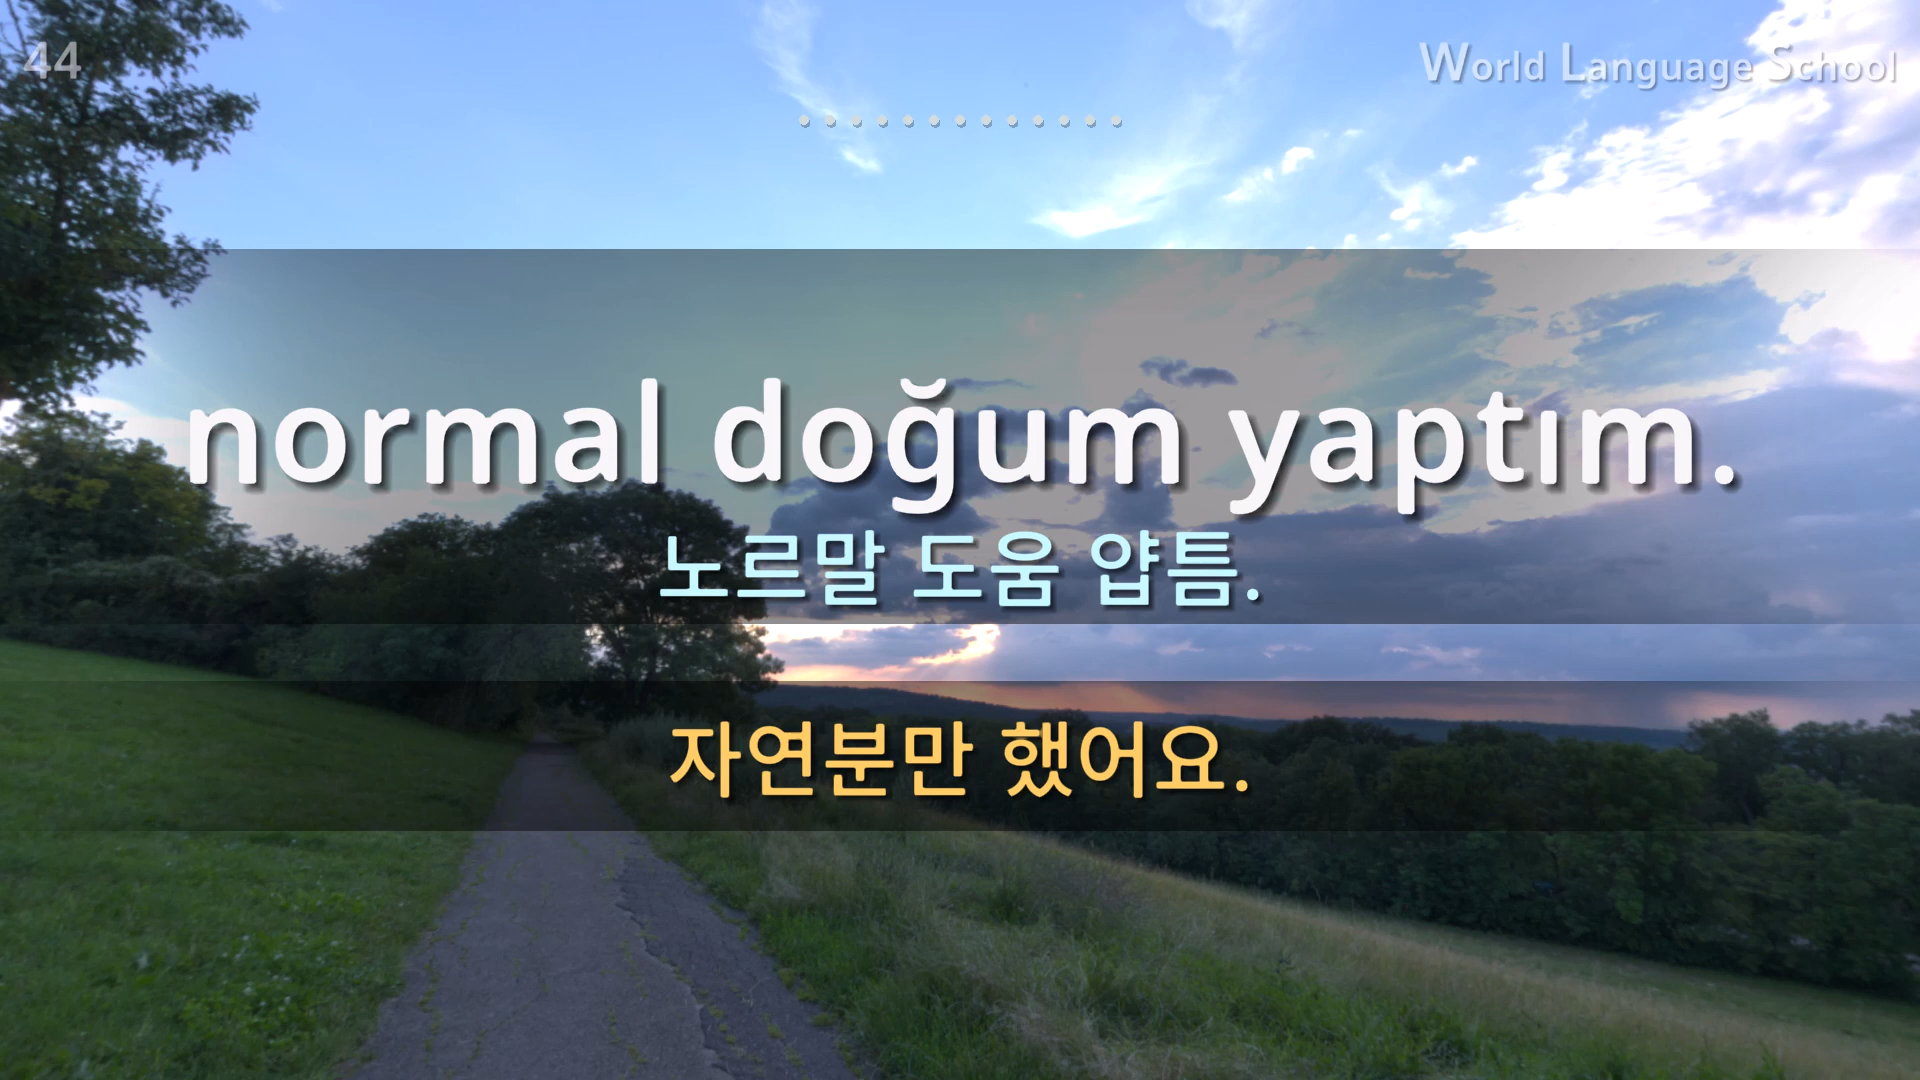 44
World Language School
.............
normal doğum yaptım.
노르말 도움 얍틈.
자연분만 했어요.